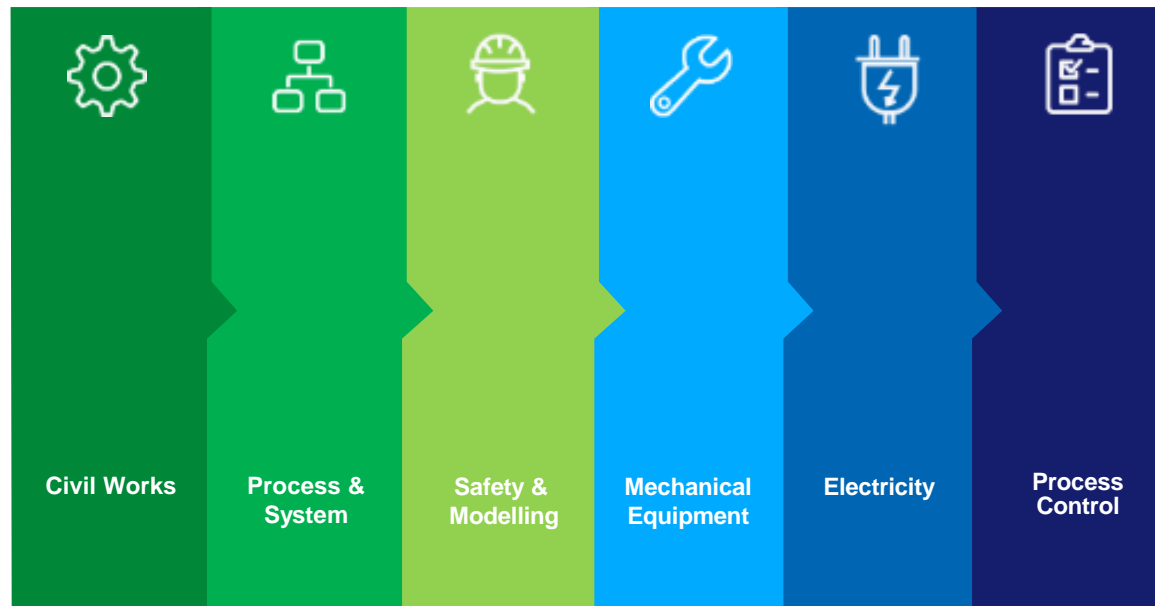 Civil Works
Process &
System
Safety &
Modelling
Mechanical
Equipment
Electricity
Process
Control